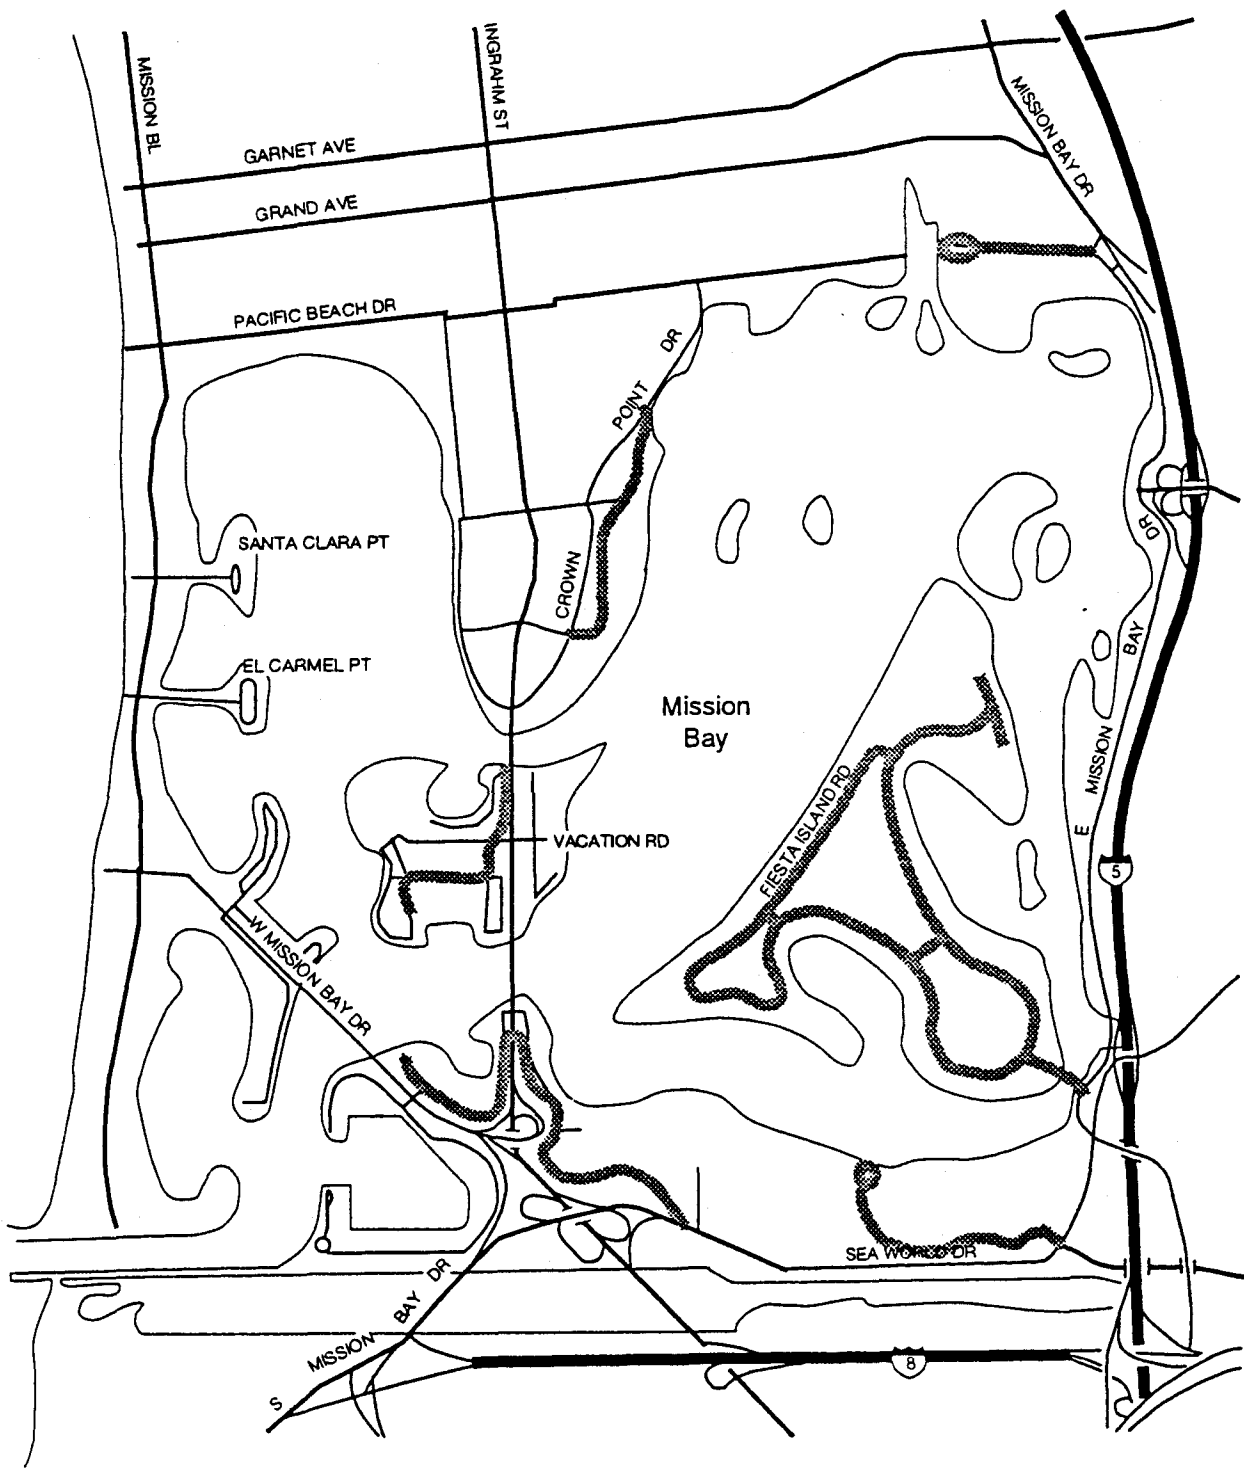 MISSION BL
INGRAHM ST
MISSION BAY DR
GARNET AVE
GRAND AVE
PACIFIC BEACH DR
CROWN POINT DR
SANTA CLARA PT
EL CARMEL PT
Mission
Bay
E MISSION BAY DR
FIESTA ISLAND RD
VACATION RD
5
W MISSION BAY DR
SEA WORLD DR
S MISSION BAY DR
8